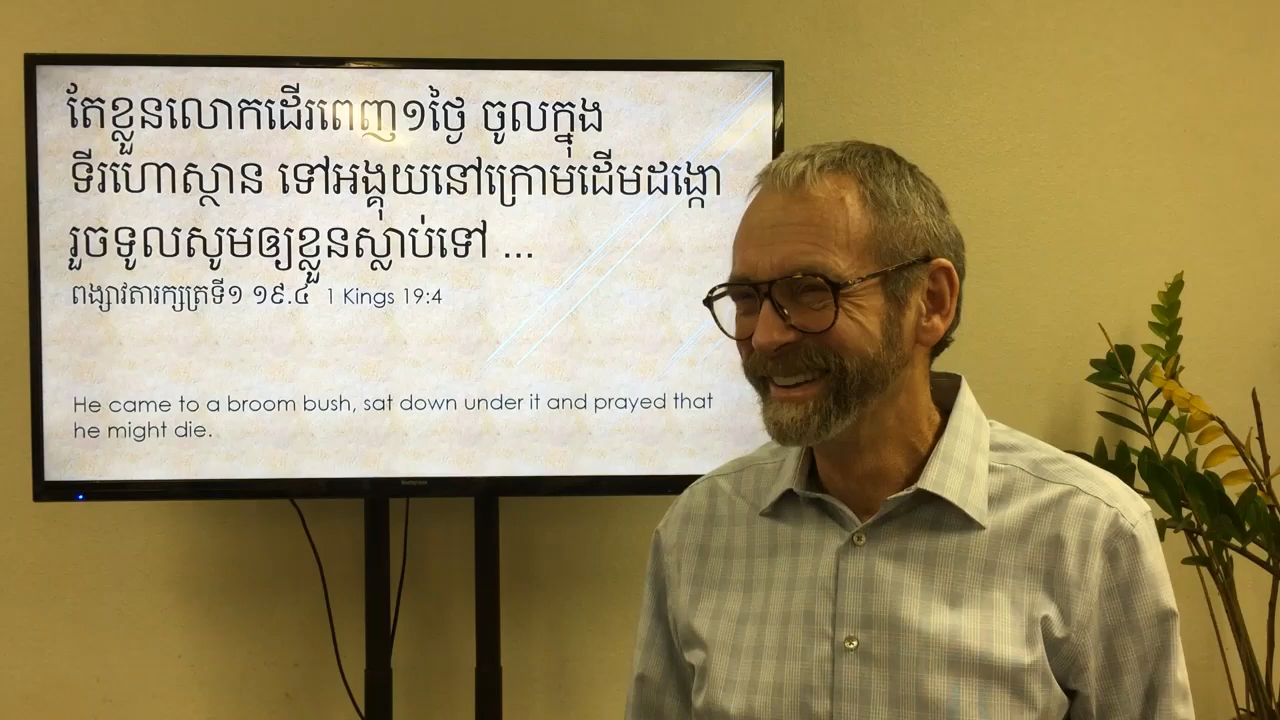 តែខ្លួនលោកដើរពេញ១ថ្ងៃ ចូលក្នុង
ទីរហោស្ថាន ទៅអង្គុយនៅក្រោមដើមដង្កោ
រួចទូលសូមឲ្យខ្លួនស្លាប់ទៅ ...
ពង្សាវតារក្សត្រទី១ ១៩.៤ 1 Kings 19:4
He came to a broom bush, sat down under it and prayed that
he might die.